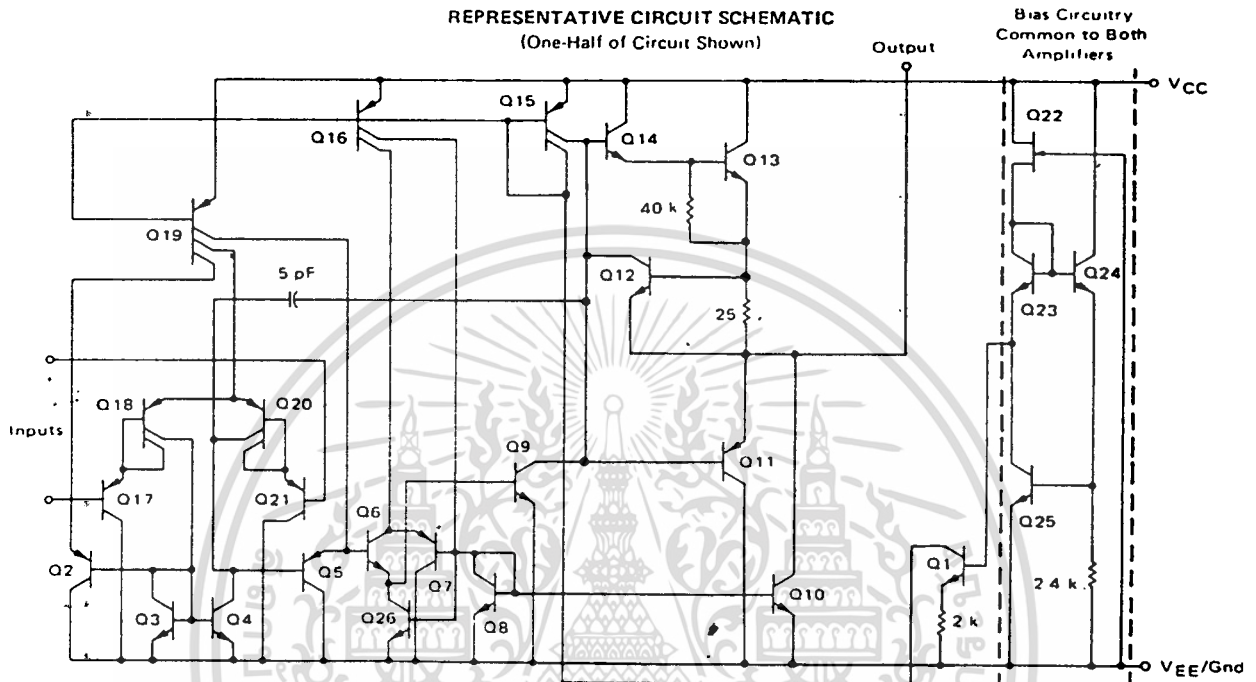 REPRESENTATIVE CIRCUIT SCHEMATIC
(One-Half of Circuit Shown)
Bias Circuitry
Common to Both
Amplifiers
Output
VCC
Q15
Q14
Q16
Q22
Q13
40 k
Q19
5 pF
Q12
Q24
Q23
25
Q18
Q20
Inputs
Q9
Q11
Q17
Q21
Q25
Q6
Q5
Q1
Q2
Q7
Q3
Q4
Q26
Q8
Q10
2 k
24 k
VEE/Gnd